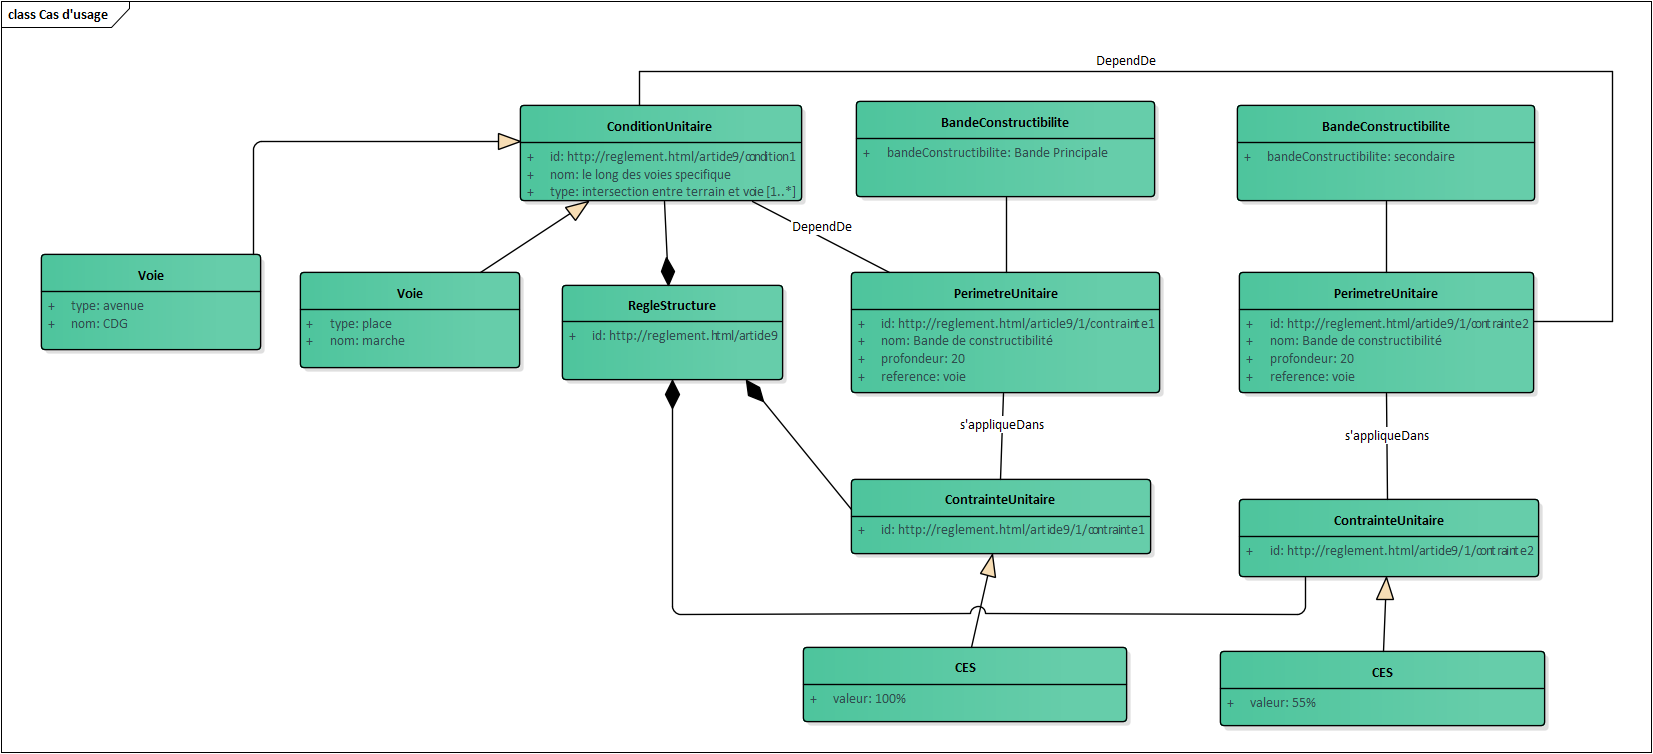 class Cas d'usage
DependDe
ConditionUnitaire
+ id: http://reglement.html/article9/condition1
+ nom: le long des voies specifique
+ type: intersection entre terrain et voie [1..*]
BandeConstructibilite
+ bandeConstructibilite: Bande Principale
BandeConstructibilite
+ bandeConstructibilite: secondaire
DependDe
Voie
+ type: avenue
+ nom: CDG
Voie
+ type: place
+ nom: marche
RegleStructure
+ id: http://reglement.html/article9
PerimetreUnitaire
+ id: http://reglement.html/article9/1/contrainte1
+ nom: Bande de constructibilité
+ profondeur: 20
+ reference: voie
PerimetreUnitaire
+ id: http://reglement.html/article9/1/contrainte2
+ nom: Bande de constructibilité
+ profondeur: 20
+ reference: voie
s'appliqueDans
s'appliqueDans
ContrainteUnitaire
+ id: http://reglement.html/article9/1/contrainte1
ContrainteUnitaire
+ id: http://reglement.html/article9/1/contrainte2
CES
+ valeur: 100%
CES
+ valeur: 55%